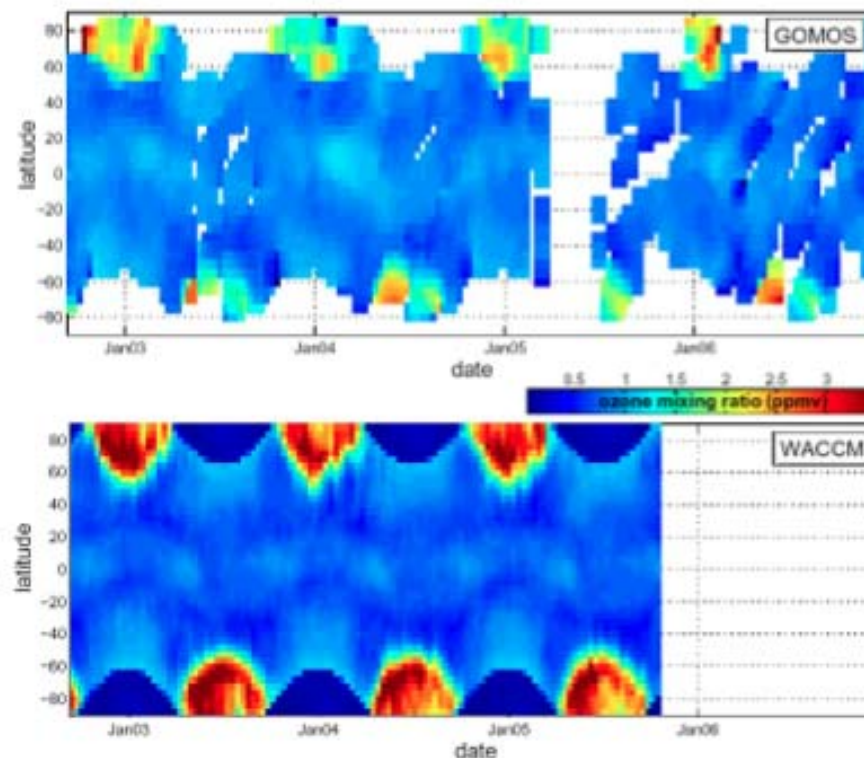 GOMOS
80
60
40
20
0
−20
−40
−60
−80
latitude
Jan03 Jan04 Jan05 Jan06
date
0.5 1 1.5 2 2.5 3
ozone mixing ratio (ppmv)
WACCM
80
60
40
20
0
−20
−40
−60
−80
latitude
Jan03 Jan04 Jan05 Jan06
date